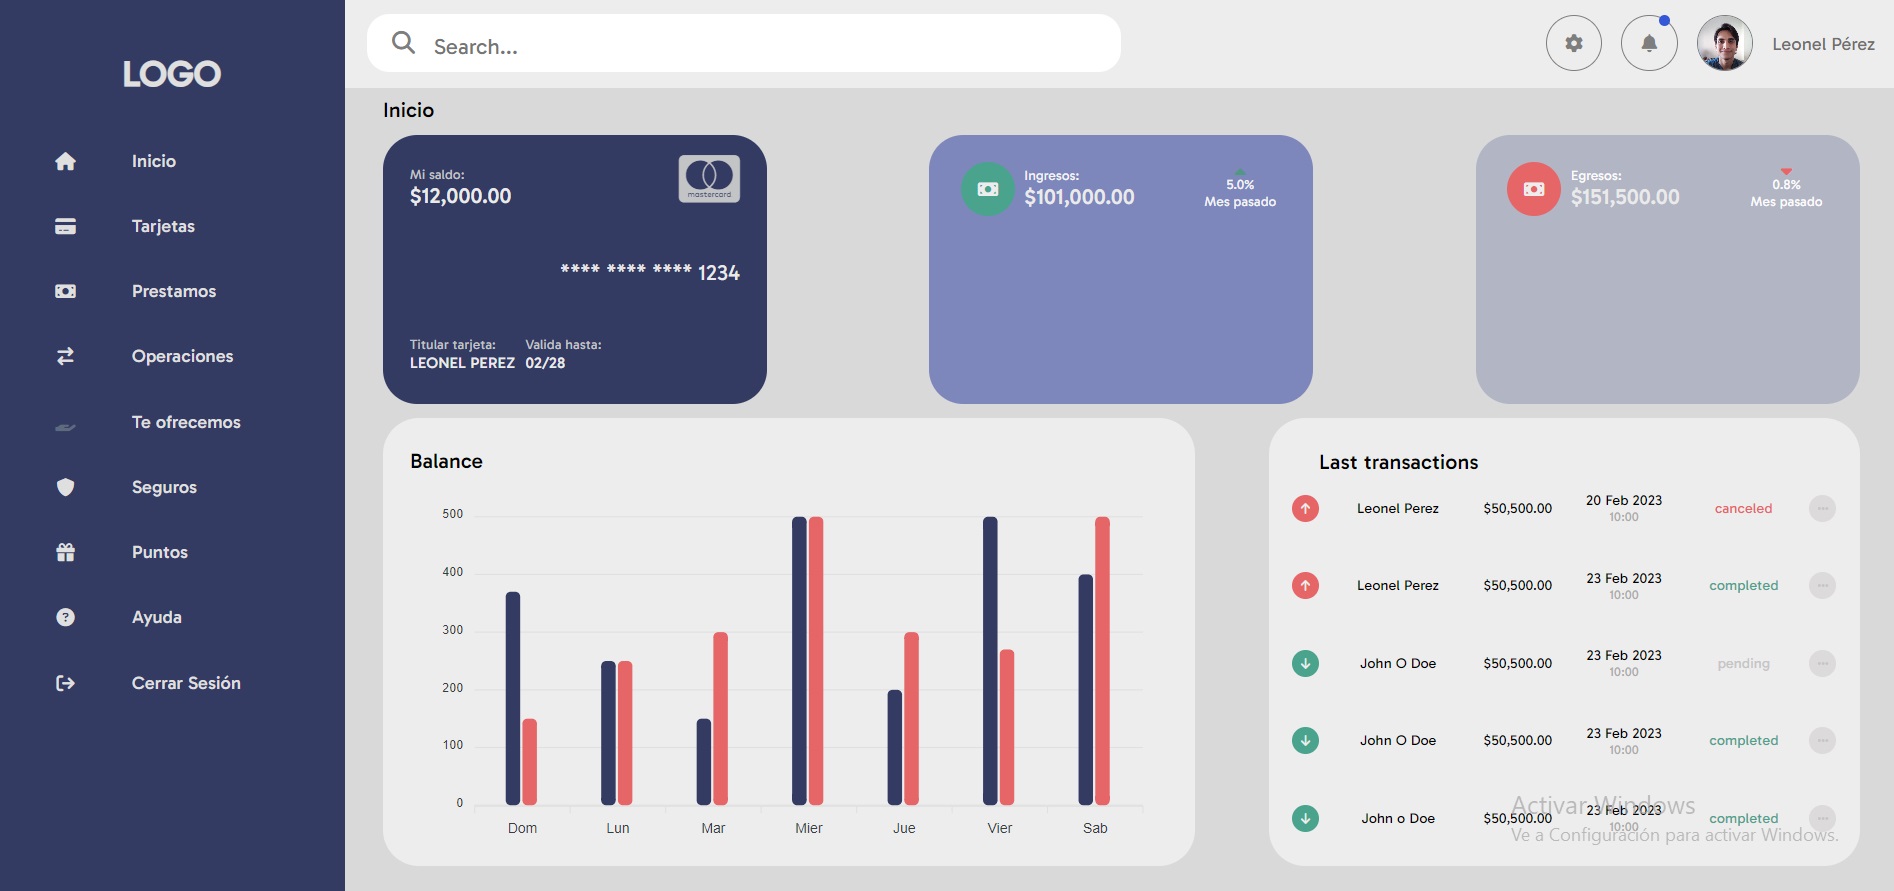 LOGO
Inicio
Tarjetas
Prestamos
Operaciones
Te ofrecemos
Seguros
Puntos
Ayuda
Cerrar Sesión
Search...
Leonel Pérez
Inicio
Mi saldo:
$12,000.00
mastercard
**** **** **** 1234
Titular tarjeta: Valida hasta:
LEONEL PEREZ 02/28
Ingresos:
$101,000.00
5.0%
Mes pasado
Egresos:
$151,500.00
0.8%
Mes pasado
Balance
500
400
300
200
100
0
Dom Lun Mar Mier Jue Vier Sab
Last transactions
Leonel Perez $50,500.00 20 Feb 2023 canceled
10:00
Leonel Perez $50,500.00 23 Feb 2023 completed
10:00
John O Doe $50,500.00 23 Feb 2023 pending
10:00
John O Doe $50,500.00 23 Feb 2023 completed
10:00
John o Doe $50,500.00 23 Feb 2023 completed
10:00
Activar Windows
Ve a Configuración para activar Windows.